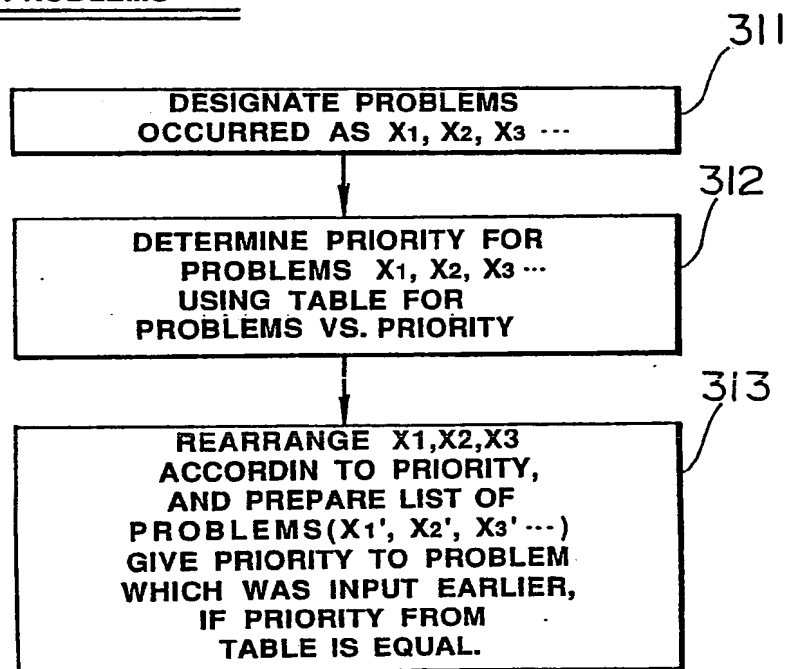 PROBLEMS
311
DESIGNATE PROBLEMS
OCCURRED AS X1, X2, X3 ...
312
DETERMINE PRIORITY FOR
PROBLEMS X1, X2, X3 ...
USING TABLE FOR
PROBLEMS VS. PRIORITY
313
REARRANGE X1,X2,X3
ACCORDIN TO PRIORITY,
AND PREPARE LIST OF
PROBLEMS(X1', X2', X3' ...)
GIVE PRIORITY TO PROBLEM
WHICH WAS INPUT EARLIER,
IF PRIORITY FROM
TABLE IS EQUAL.